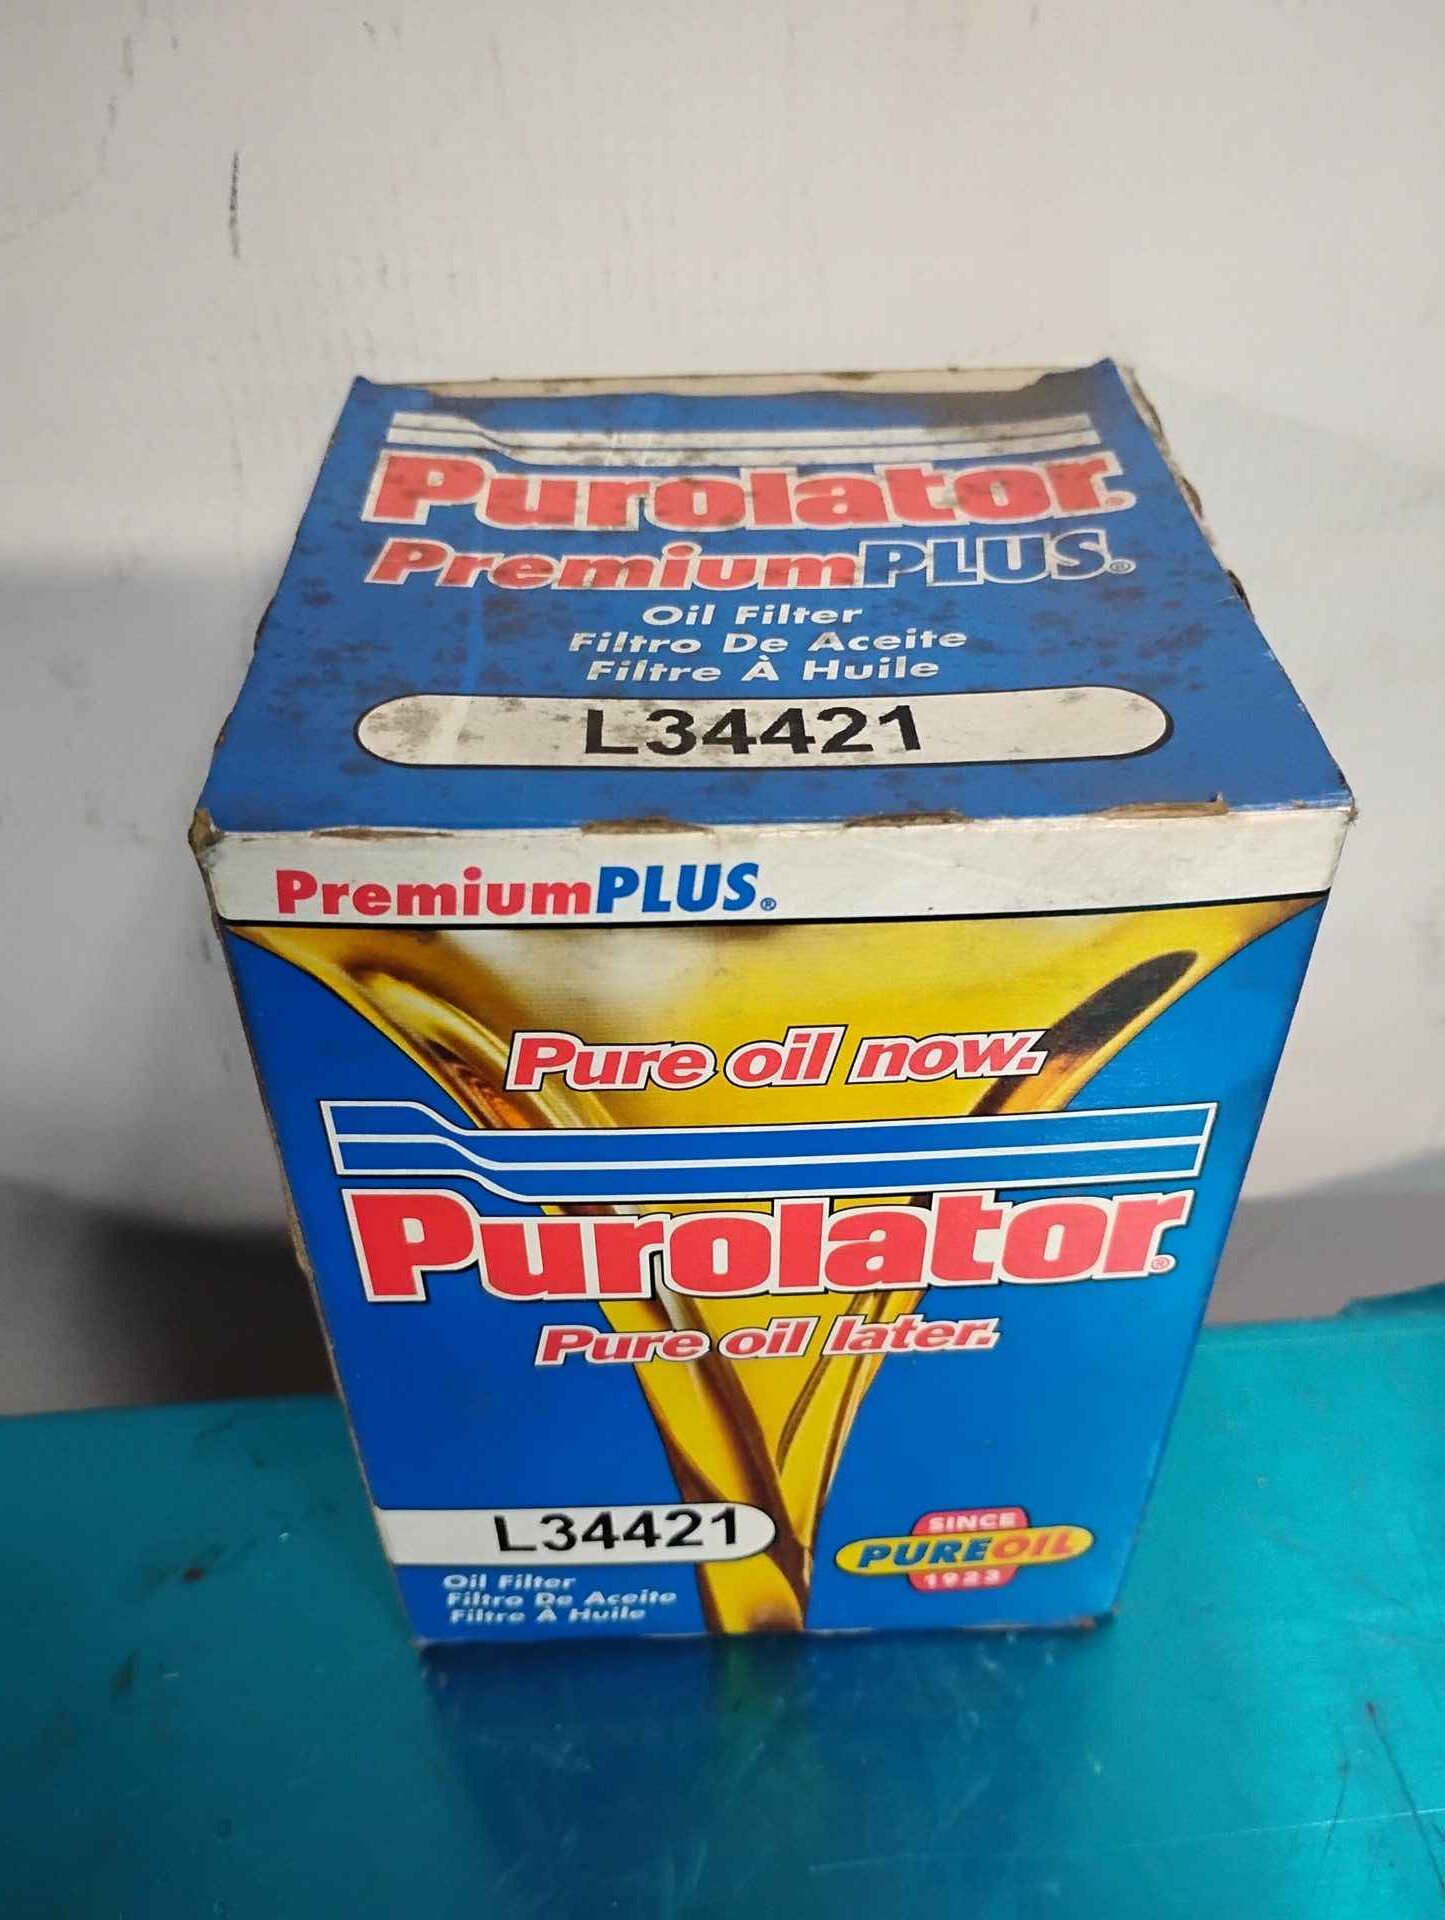 Purolator®
PremiumPLUS®
Oil Filter
Filtro De Aceite
Filtre À Huile
L34421
PremiumPLUS®
Pure oil now.
Purolator®
Pure oil later.
L34421
Oil Filter
Filtro De Aceite
Filtre À Huile
SINCE
PUREOIL
1923